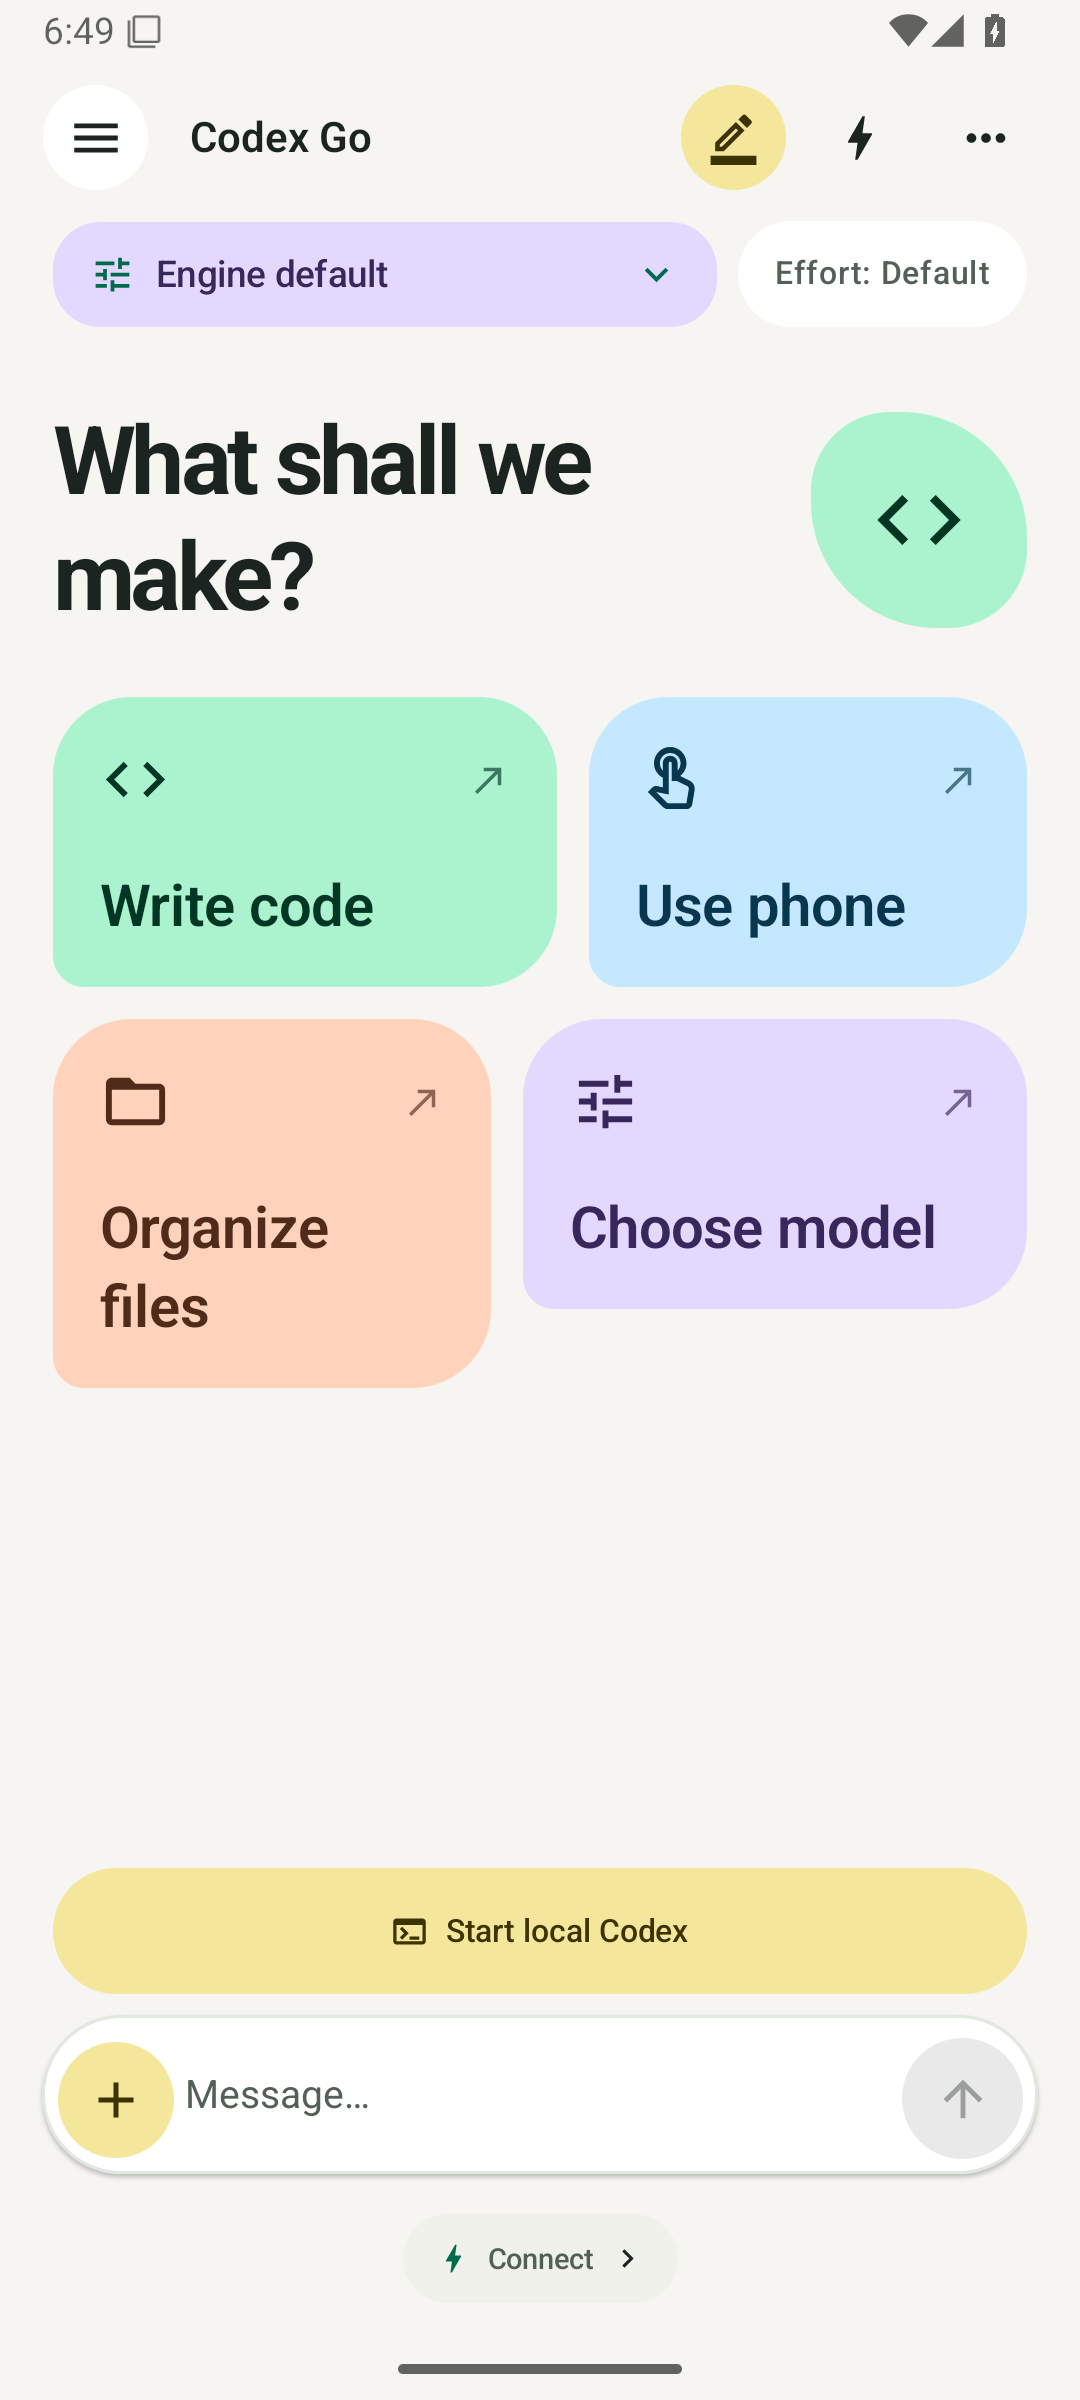 6:49
Codex Go
Engine default
Effort: Default
What shall we
make?
Write code
Use phone
Organize
files
Choose model
Start local Codex
Message…
Connect